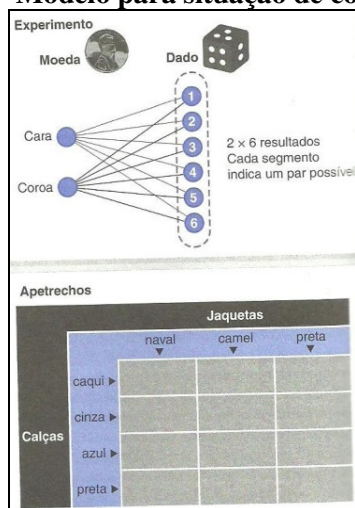 Modelo para situação de co
Experimento
Moeda
Dado
Cara
Coroa
1
2
3
4
5
6
2 × 6 resultados
Cada segmento
indica um par possível
Apetrechos
Jaquetas
naval
camel
preta
Calças
caqui
cinza
azul
preta